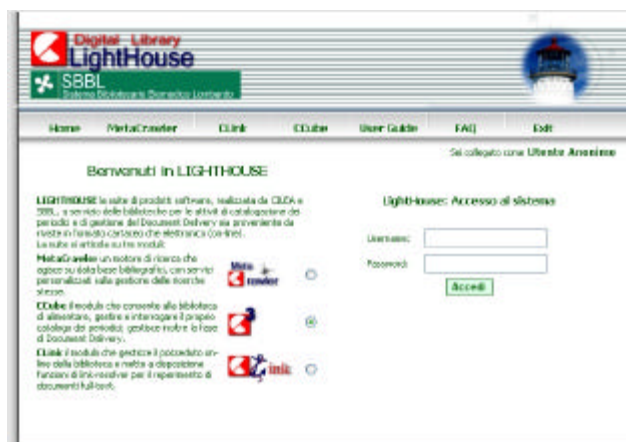 Digital Library
LightHouse
SBBL
Sistema Bibliotecario Biomedico Lombardo
Home MetaCrawler CLink CCube User Guide FAQ Exit
Sei collegato come Utente Anonimo
Benvenuti in LIGHTHOUSE
LIGHTHOUSE la suite di prodotti software, realizzata da CILEA e
SBBL, a servizio delle biblioteche per le
attività di catalogazione dei
periodici e di gestione del Document Delivery sia proveniente da
riviste in formato cartaceo che elettronico (on-line).
La suite si articola su tre moduli:
MetaCrawler un motore di ricerca che
agisce su data base bibliografici, con servizi
personalizzati sulla gestione delle ricerche
stesse.
Meta
Crawler
CCube il modulo che consente alla biblioteca
di alimentare, gestire e interrogare il proprio
catalogo dei periodici; gestisce inoltre la fase
di Document Delivery.
3
CLink il modulo che gestisce il posseduto on-
line della biblioteca e mette a disposizione
funzioni di link-resolver per il reperimento di
documenti full-text.
Link
LightHouse: Accesso al sistema
Username:
Password:
Accedi